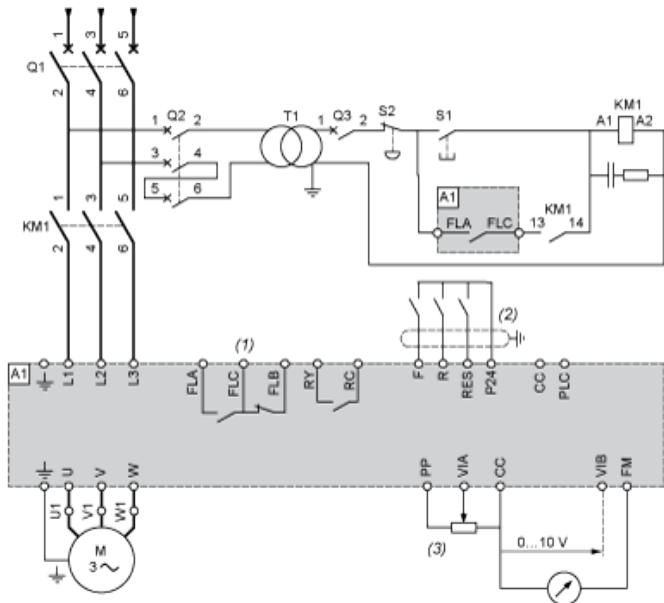 1 3 5
Q1
2 4 6
1 Q2 2 T1 1 Q3 2 S2 S1 A1 KM1 A2
3 4
5 6
A1
FLA FLC 13 KM1 14
1 3 5
KM1
2 4 6
(1) (2)
A1
L1 L2 L3 FLA FLC FLB RY RC F R RES P24 CC PLC
U V W PP VIA CC VIB FM
U1 V1 W1
(3) 0...10 V
M
3